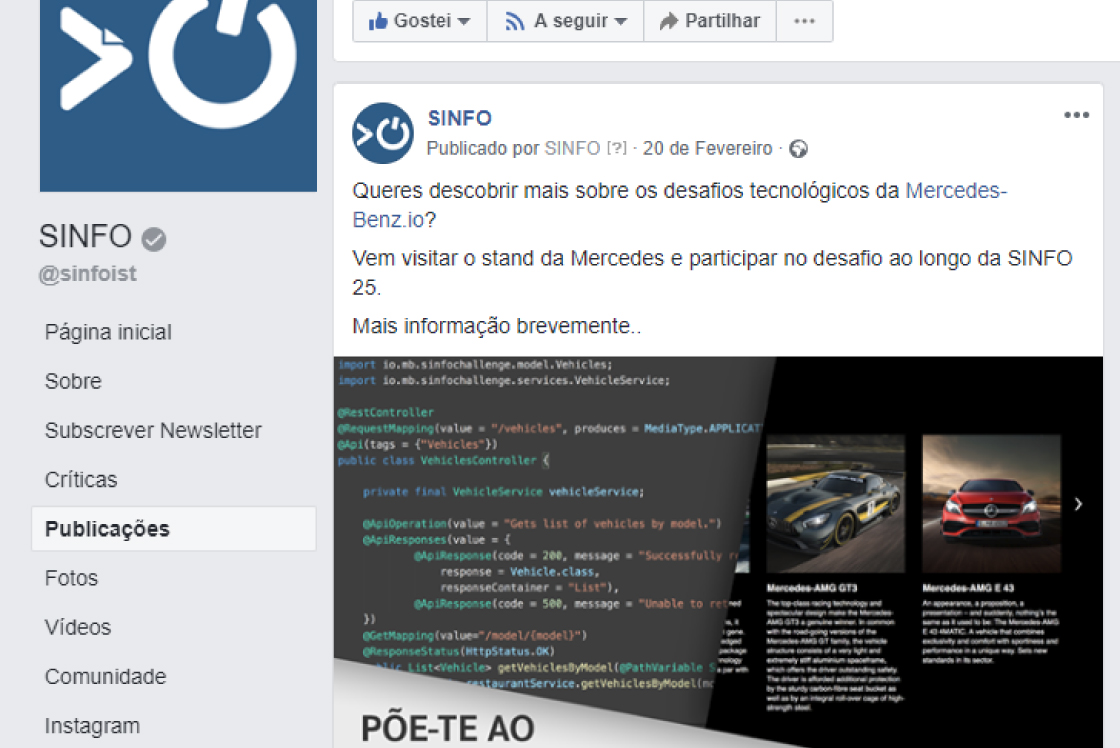 Gostei
A seguir
Partilhar
SINFO
Publicado por SINFO [?] · 20 de Fevereiro ·
Queres descobrir mais sobre os desafios tecnológicos da Mercedes-
Benz.io?
Vem visitar o stand da Mercedes e participar no desafio ao longo da SINFO
25.
Mais informação brevemente..
SINFO
@sinfoist
Página inicial
Sobre
Subscrever Newsletter
Críticas
Publicações
Fotos
Vídeos
Comunidade
Instagram
import io.mb.sinfochallenge.model.Vehicles;
import io.mb.sinfochallenge.services.VehicleService;
@RestController
@RequestMapping(value = "/vehicles", produces = MediaType.APPLICAT
@Api(tags = {"Vehicles"})
public class VehiclesController {
private final VehicleService vehicleService;
@ApiOperation(value = "Gets list of vehicles by model.")
@ApiResponses(value = {
@ApiResponse(code = 200, message = "Successfully r
response = Vehicle.class,
responseContainer = "List"),
@ApiResponse(code = 500, message = "Unable to ret
})
@GetMapping(value="/model/{model}")
@ResponseStatus(HttpStatus.OK)
List<Vehicle> getVehiclesByModel(@PathVariable S
restaurantService.getVehiclesByModel(mo
Mercedes-AMG GT3
The top-class racing technology and
spectacular design make the Mercedes-
AMG GT3 a genuine winner. In common
with the road-going versions of the
Mercedes-AMG GT family, the vehicle
structure consists of a very light and
extremely stiff aluminium spaceframe,
which offers the driver outstanding safety.
The driver is afforded additional protection
by the sturdy carbon-fibre seat bucket as
well as by an integral roll-over cage of high-
strength steel.
Mercedes-AMG E 43
An appearance, a proposition, a
presentation – and suddenly, nothing's the
same as it used to be: The Mercedes-AMG
E 43 4MATIC. A vehicle that combines
exclusivity and comfort with sportiness and
performance in a unique way. Sets new
standards in its sector.
PÕE-TE AO